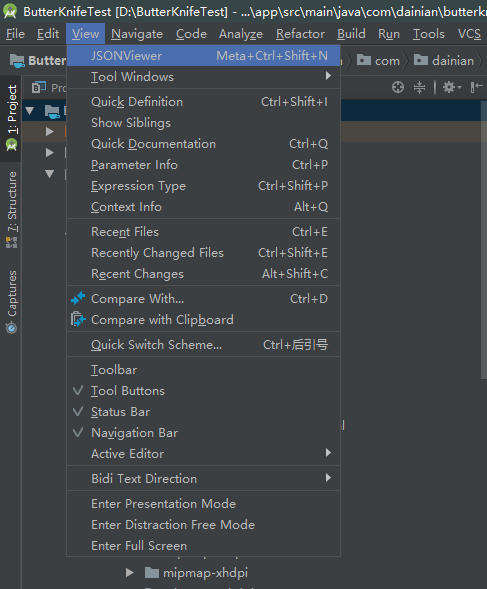 ButterKnifeTest [D:\ButterKnifeTest] - ...\app\src\main\java\com\dainian\butterkn
File Edit View Navigate Code Analyze Refactor Build Run Tools VCS
Butter
com
dainian
JSONViewer Meta+Ctrl+Shift+N
Tool Windows
1: Project
Quick Definition Ctrl+Shift+I
Show Siblings
Quick Documentation Ctrl+Q
Parameter Info Ctrl+P
Expression Type Ctrl+Shift+P
Context Info Alt+Q
7: Structure
Recent Files Ctrl+E
Recently Changed Files Ctrl+Shift+E
Recent Changes Alt+Shift+C
Captures
Compare With... Ctrl+D
Compare with Clipboard
Quick Switch Scheme... Ctrl+后引号
Toolbar
Tool Buttons
Status Bar
Navigation Bar
Active Editor
Bidi Text Direction
Enter Presentation Mode
Enter Distraction Free Mode
Enter Full Screen
mipmap-xhdpi